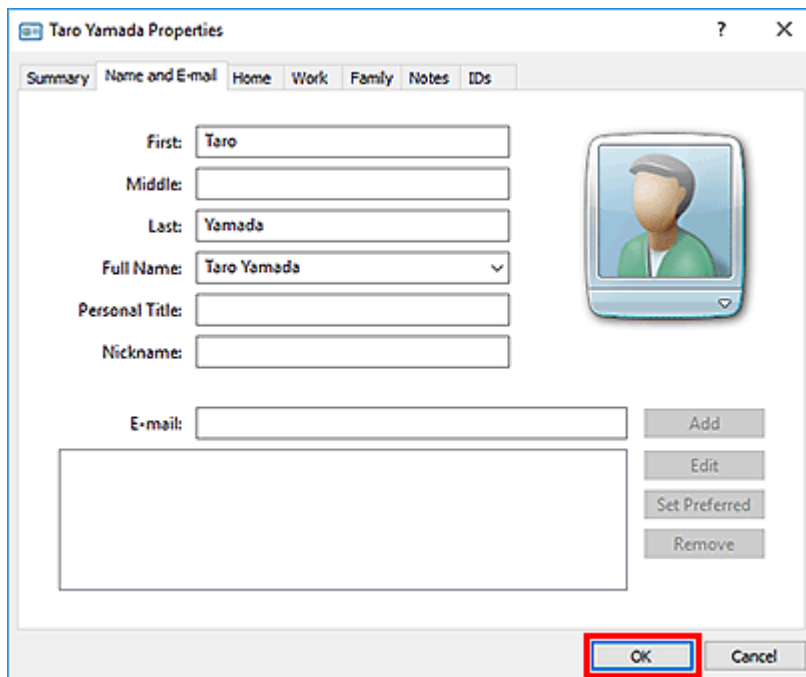 Taro Yamada Properties
Summary Name and E-mail Home Work Family Notes IDs
First: Taro
Middle:
Last: Yamada
Full Name: Taro Yamada
Personal Title:
Nickname:
E-mail: Add
Edit
Set Preferred
Remove
OK Cancel